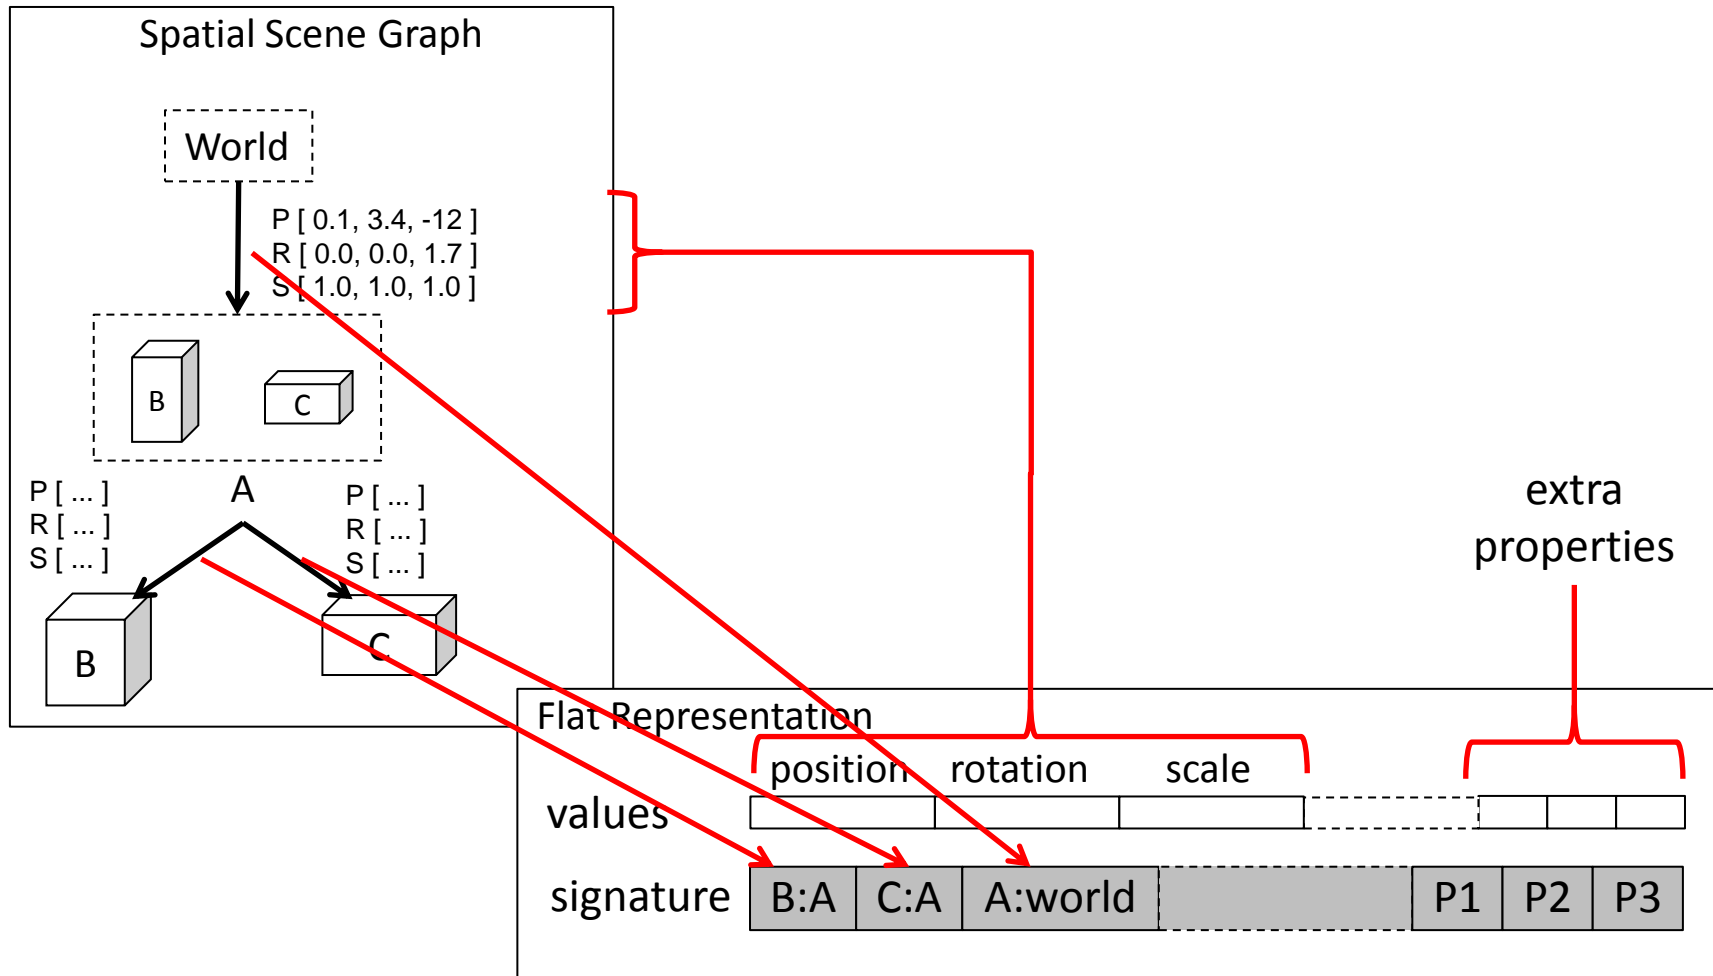 Spatial Scene Graph
World
P [ 0.1, 3.4, -12 ]
R [ 0.0, 0.0, 1.7 ]
S [ 1.0, 1.0, 1.0 ]
B
C
A
P [ ... ]
R [ ... ]
S [ ... ]
P [ ... ]
R [ ... ]
S [ ... ]
B
C
extra
properties
Flat Representation
position rotation scale
values
signature B:A C:A A:world P1 P2 P3